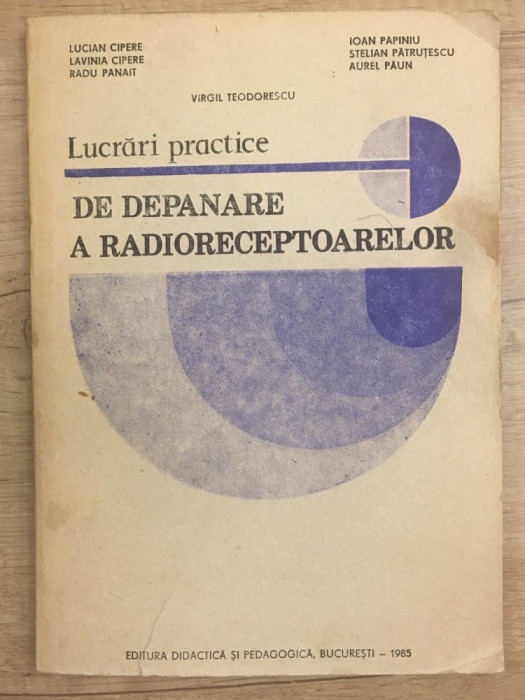 LUCIAN CIPERE
LAVINIA CIPERE
RADU PANAIT
IOAN PAPINIU
STELIAN PĂTRUȚESCU
AUREL PĂUN
VIRGIL TEODORESCU
Lucrări practice
DE DEPANARE
A RADIORECEPTOARELOR
EDITURA DIDACTICĂ ȘI PEDAGOGICĂ, BUCUREȘTI – 1985